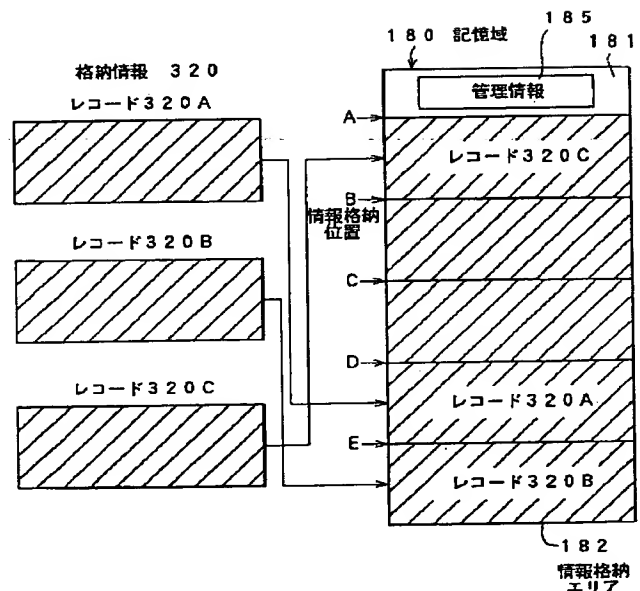 185
180 記憶域
181
格納情報 320
管理情報
レコード320A
A
レコード320C
B
情報格納
位置
レコード320B
C
D
レコード320A
レコード320C
E
レコード320B
182
情報格納
エリア